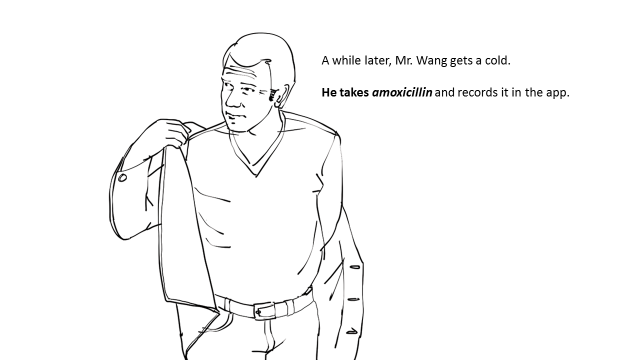 A while later, Mr. Wang gets a cold.
He takes amoxicillin and records it in the app.